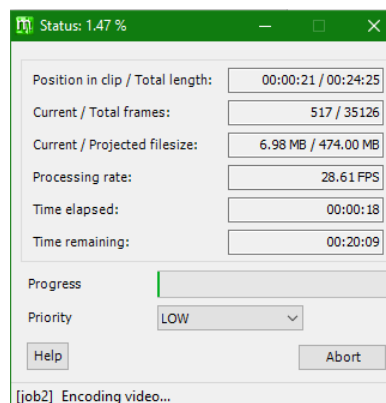 Status: 1.47 %
Position in clip / Total length: 00:00:21 / 00:24:25
Current / Total frames: 517 / 35126
Current / Projected filesize: 6.98 MB / 474.00 MB
Processing rate: 28.61 FPS
Time elapsed: 00:00:18
Time remaining: 00:20:09
Progress
Priority LOW
Help Abort
[job2] Encoding video...